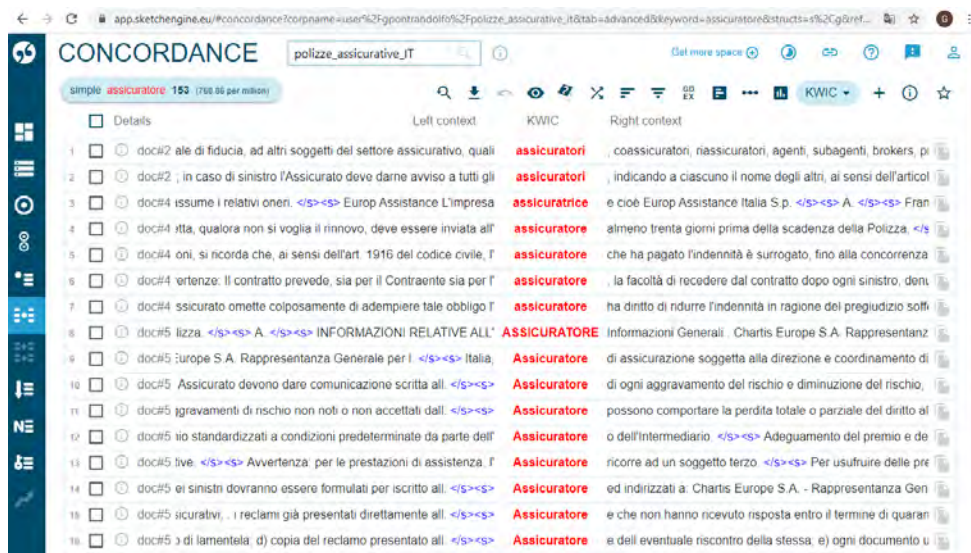 app.sketchengine.eu/#concordance?corpname=user%2Fgpontrandolfo%2Fpolizze_assicurative_it&tab=advanced&keyword=assicuratore&structs=s%2Cg&ref... G
CONCORDANCE polizze_assicurative_IT Get more space
simple assicuratore 153 KWIC
Details Left context KWIC Right context
1 doc#2 ale di fiducia, ad altri soggetti del settore assicurativo, quali assicuratori , coassicuratori, riassicuratori, agenti, subagenti, brokers,
2 doc#2 ; in caso di sinistro l'Assicurato deve darne avviso a tutti gli assicuratori , indicando a ciascuno il nome degli altri, ai sensi dell'articol
3 doc#4 issume i relativi oneri. </s><s> Europ Assistance L'impresa assicuratrice e cioè Europ Assistance Italia S.p. </s><s> A. </s><s> Fran
4 doc#4 tta, qualora non si voglia il rinnovo, deve essere inviata all' assicuratore almeno trenta giorni prima della scadenza della Polizza. </s
5 doc#4 oni, si ricorda che, ai sensi dell'art. 1916 del codice civile, l' assicuratore che ha pagato l'indennità è surrogato, fino alla concorrenza
6 doc#4 ertenze: Il contratto prevede, sia per il Contraente sia per l' assicuratore , la facoltà di recedere dal contratto dopo ogni sinistro, denu
7 doc#4 ssicurato omette colposamente di adempiere tale obbligo l' assicuratore ha diritto di ridurre l'indennità in ragione del pregiudizio soff
8 doc#5 lizza. </s><s> A. </s><s> INFORMAZIONI RELATIVE ALL' ASSICURATORE Informazioni Generali . Chartis Europe S.A. Rappresentanz
9 doc#5 Europe S.A. Rappresentanza Generale per l. </s><s> Italia, Assicuratore di assicurazione soggetta alla direzione e coordinamento di
10 doc#5 Assicurato devono dare comunicazione scritta all. </s><s> Assicuratore di ogni aggravamento del rischio e diminuzione del rischio,
11 doc#5 ggravamenti di rischio non noti o non accettati dall. </s><s> Assicuratore possono comportare la perdita totale o parziale del diritto al
12 doc#5 io standardizzati a condizioni predeterminate da parte dell' Assicuratore o dell'Intermediario. </s><s> Adeguamento del premio e de
13 doc#5 tive. </s><s> Avvertenza: per le prestazioni di assistenza, l' Assicuratore ricorre ad un soggetto terzo. </s><s> Per usufruire delle pre
14 doc#5 ei sinistri dovranno essere formulati per iscritto all. </s><s> Assicuratore ed indirizzati a: Chartis Europe S.A. - Rappresentanza Gen
15 doc#5 sicurativi, . i reclami già presentati direttamente all. </s><s> Assicuratore e che non hanno ricevuto risposta entro il termine di quaran
16 doc#5 di lamentela; d) copia del reclamo presentato all. </s><s> Assicuratore e dell'eventuale riscontro della stessa; e) ogni documento u